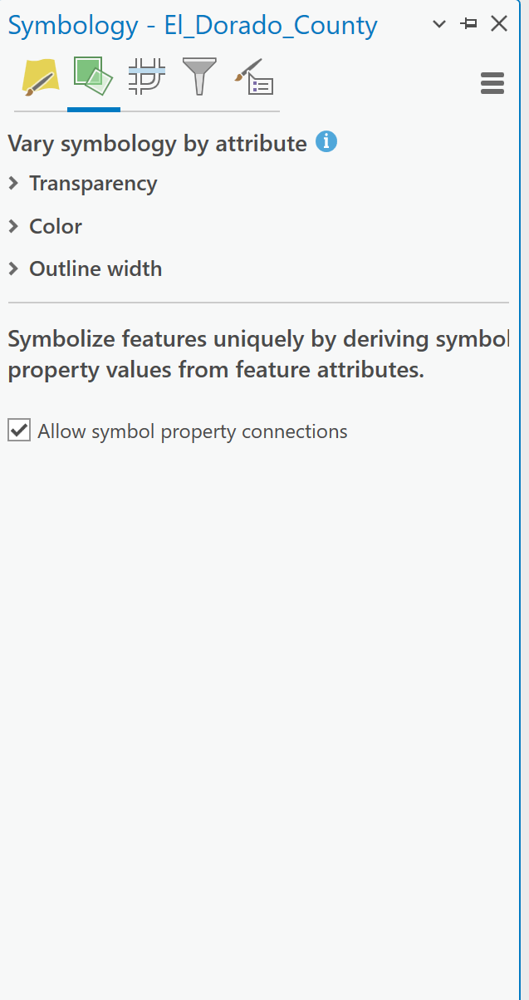 Symbology - El_Dorado_County
Vary symbology by attribute
Transparency
Color
Outline width
Symbolize features uniquely by deriving symbol
property values from feature attributes.
Allow symbol property connections